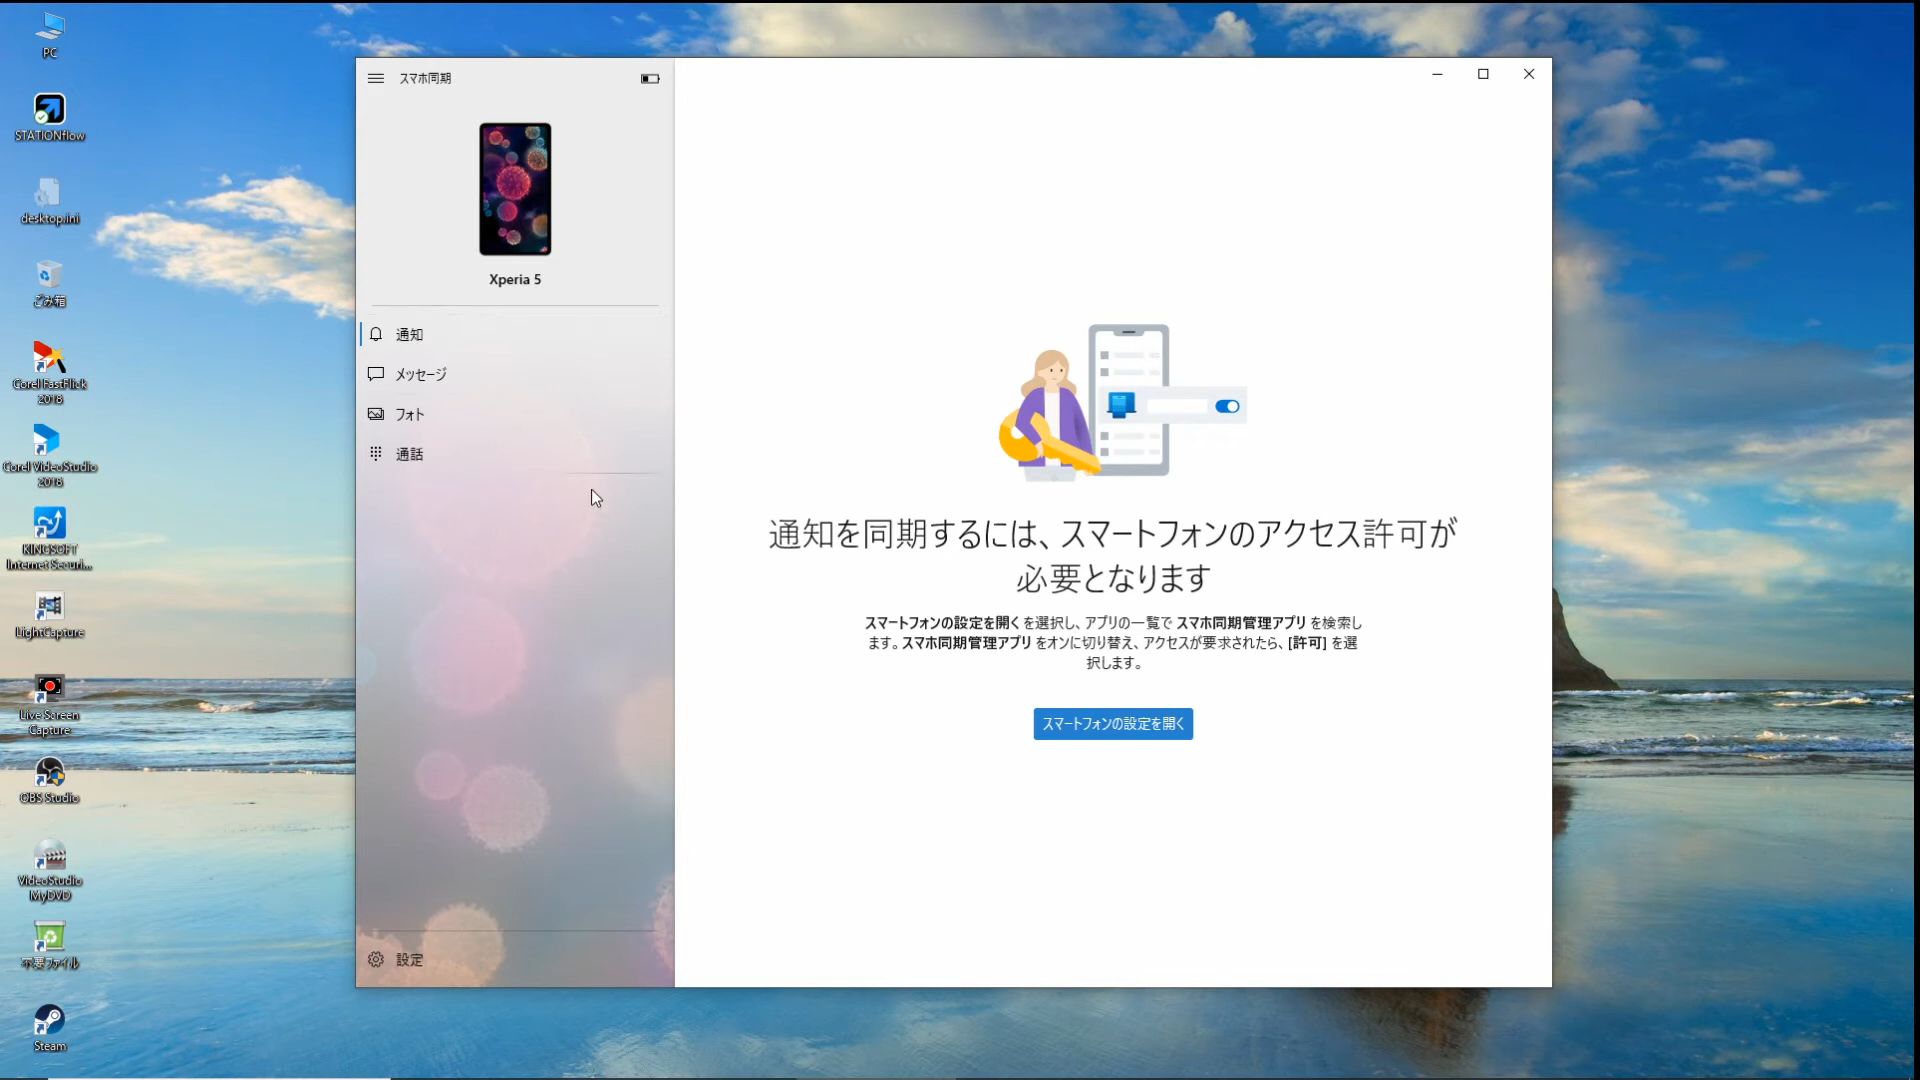 PC
STATIONflow
desktop.ini
ごみ箱
Corel FastFlick
2018
Corel VideoStudio
2018
KINGSOFT
Internet Securi...
LightCapture
Live Screen
Capture
OBS Studio
VideoStudio
MyDVD
不要ファイル
Steam
スマホ同期
Xperia 5
通知
メッセージ
フォト
通話
設定
通知を同期するには、スマートフォンのアクセス許可が
必要となります
スマートフォンの設定を開く を選択し、アプリの一覧で スマホ同期管理アプリ を検索し
ます。スマホ同期管理アプリ をオンに切り替え、アクセスが要求されたら、[許可] を選
択します。
スマートフォンの設定を開く